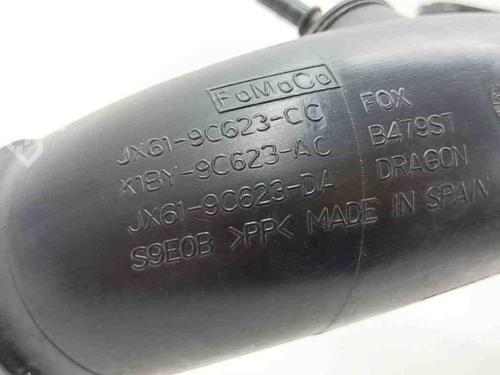 FoMoCo
JX61-9C623-CC FOX
K1BY-9C623-AC B479ST
JX61-9C623-DA DRAGON
S9E0B >PP< MADE IN SPAIN